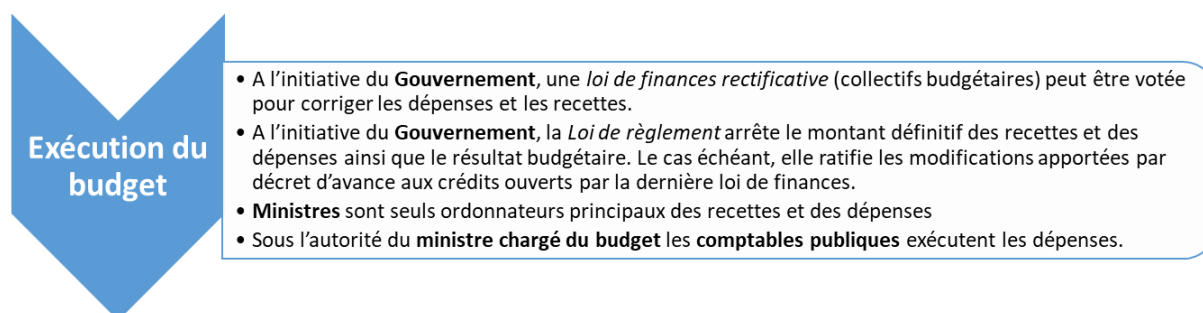 Exécution du
budget
• A l’initiative du Gouvernement, une loi de finances rectificative (collectifs budgétaires) peut être votée
pour corriger les dépenses et les recettes.
• A l’initiative du Gouvernement, la Loi de règlement arrête le montant définitif des recettes et des
dépenses ainsi que le résultat budgétaire. Le cas échéant, elle ratifie les modifications apportées par
décret d’avance aux crédits ouverts par la dernière loi de finances.
• Ministres sont seuls ordonnateurs principaux des recettes et des dépenses
• Sous l’autorité du ministre chargé du budget les comptables publiques exécutent les dépenses.